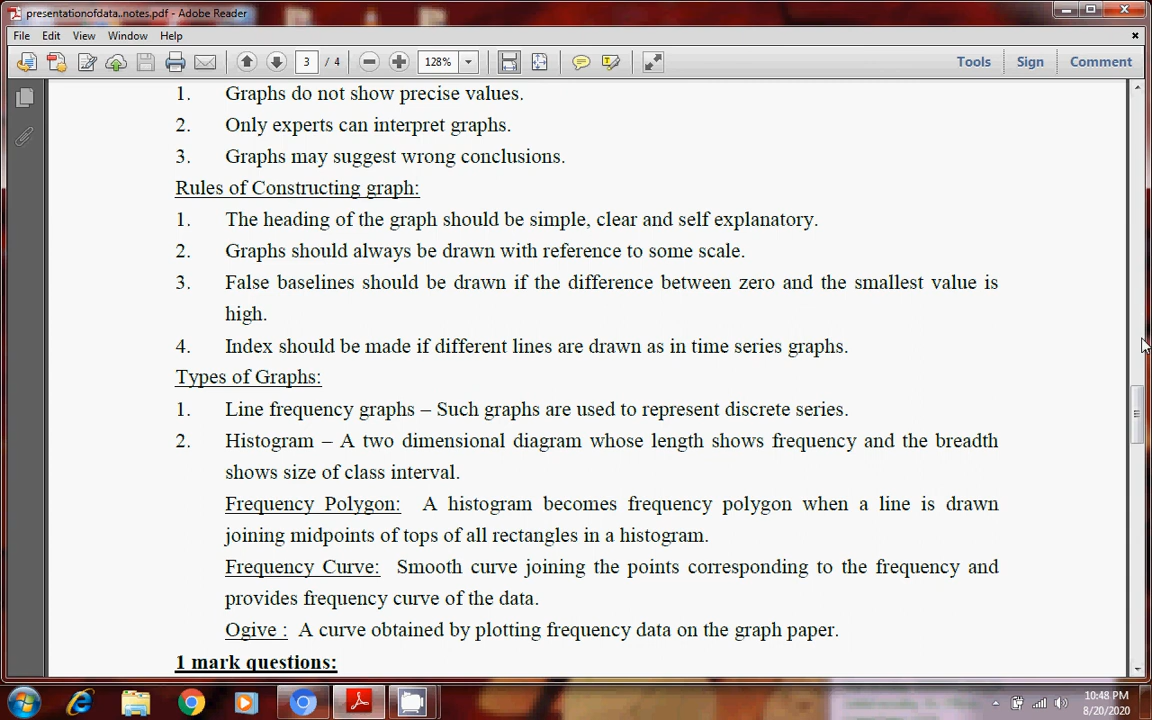 presentationofdata..notes.pdf - Adobe Reader
File Edit View Window Help
3 / 4 128% Tools Sign Comment
1. Graphs do not show precise values.
2. Only experts can interpret graphs.
3. Graphs may suggest wrong conclusions.
Rules of Constructing graph:
1. The heading of the graph should be simple, clear and self explanatory.
2. Graphs should always be drawn with reference to some scale.
3. False baselines should be drawn if the difference between zero and the smallest value is
high.
4. Index should be made if different lines are drawn as in time series graphs.
Types of Graphs:
1. Line frequency graphs – Such graphs are used to represent discrete series.
2. Histogram – A two dimensional diagram whose length shows frequency and the breadth
shows size of class interval.
Frequency Polygon: A histogram becomes frequency polygon when a line is drawn
joining midpoints of tops of all rectangles in a histogram.
Frequency Curve: Smooth curve joining the points corresponding to the frequency and
provides frequency curve of the data.
Ogive : A curve obtained by plotting frequency data on the graph paper.
1 mark questions:
10:48 PM
8/20/2020